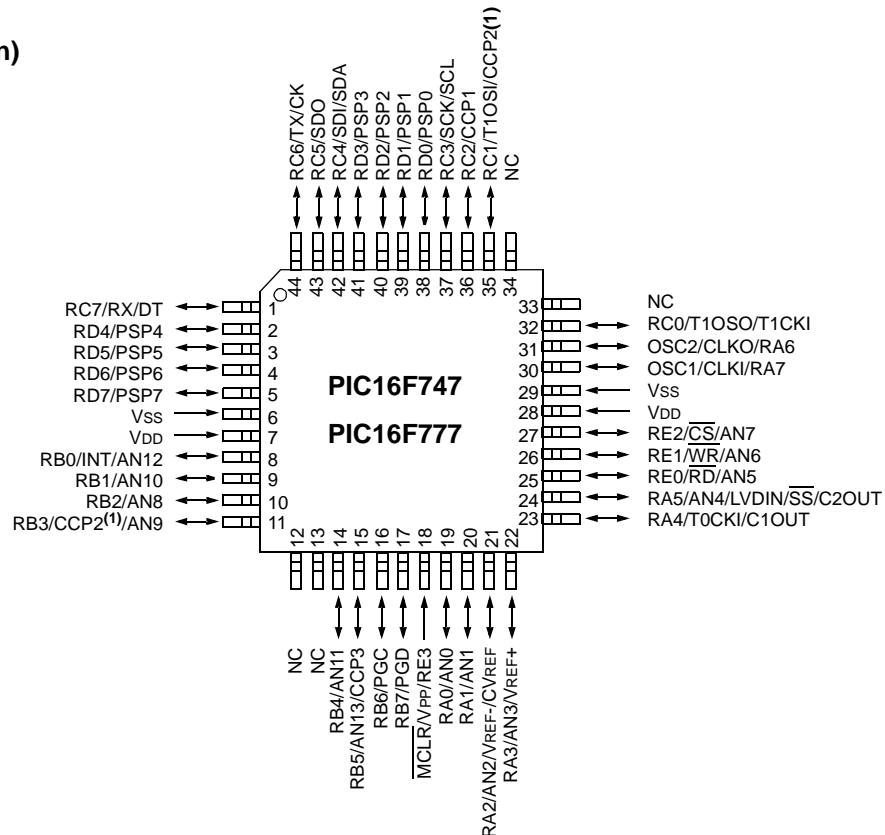 n)
RC6/TX/CK
RC5/SDO
RC4/SDI/SDA
RD3/PSP3
RD2/PSP2
RD1/PSP1
RD0/PSP0
RC3/SCK/SCL
RC2/CCP1
RC1/T1OSI/CCP2(1)
NC
44
43
42
41
40
39
38
37
36
35
34
RC7/RX/DT 1
RD4/PSP4 2
RD5/PSP5 3
RD6/PSP6 4
RD7/PSP7 5
VSS 6
VDD 7
RB0/INT/AN12 8
RB1/AN10 9
RB2/AN8 10
RB3/CCP2(1)/AN9 11
PIC16F747
PIC16F777
33 NC
32 RC0/T1OSO/T1CKI
31 OSC2/CLKO/RA6
30 OSC1/CLKI/RA7
29 VSS
28 VDD
27 RE2/C̅S̅/AN7
26 RE1/W̅R̅/AN6
25 RE0/R̅D̅/AN5
24 RA5/AN4/LVDIN/S̅S̅/C2OUT
23 RA4/T0CKI/C1OUT
12
13
14
15
16
17
18
19
20
21
22
NC
NC
RB4/AN11
RB5/AN13/CCP3
RB6/PGC
RB7/PGD
M̅C̅L̅R̅/VPP/RE3
RA0/AN0
RA1/AN1
RA2/AN2/VREF-/CVREF
RA3/AN3/VREF+